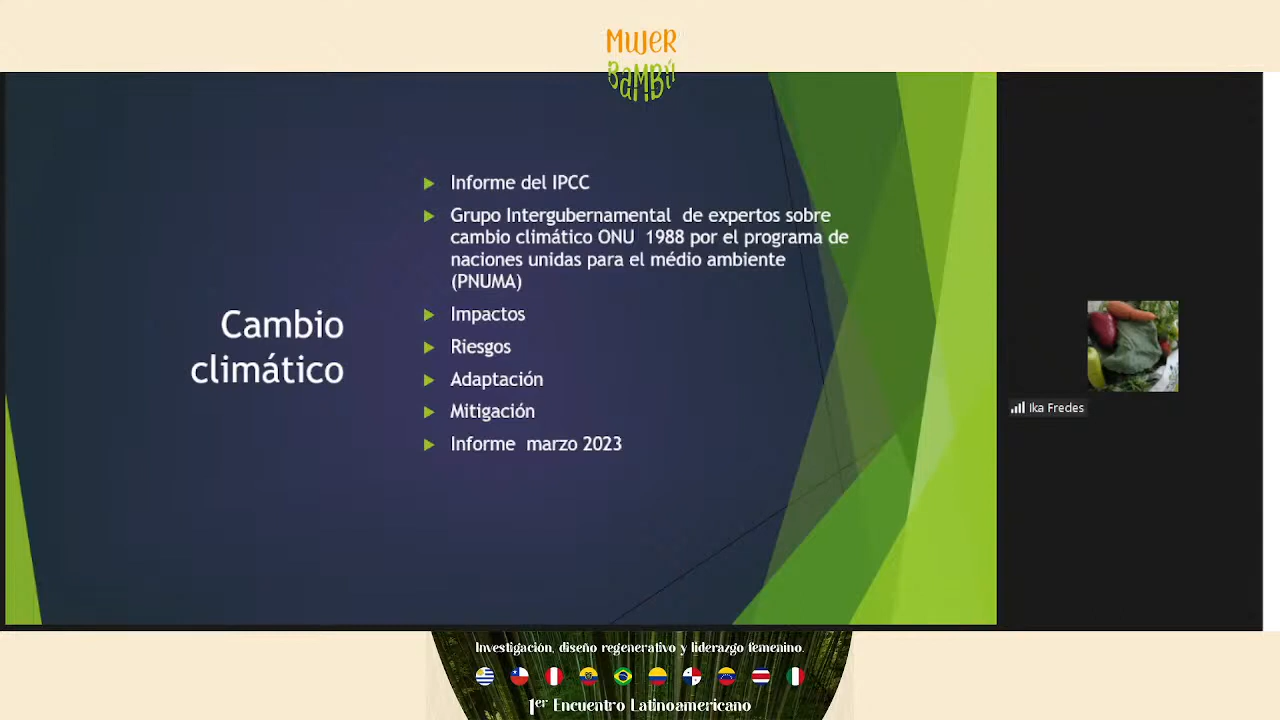 MUJER
BAMBÚ
Cambio
climático
Informe del IPCC
Grupo Intergubernamental de expertos sobre
cambio climático ONU 1988 por el programa de
naciones unidas para el médio ambiente
(PNUMA)
Impactos
Riesgos
Adaptación
Mitigación
Informe marzo 2023
Ika Fredes
Investigación, diseño regenerativo y liderazgo femenino.
1er Encuentro Latinoamericano